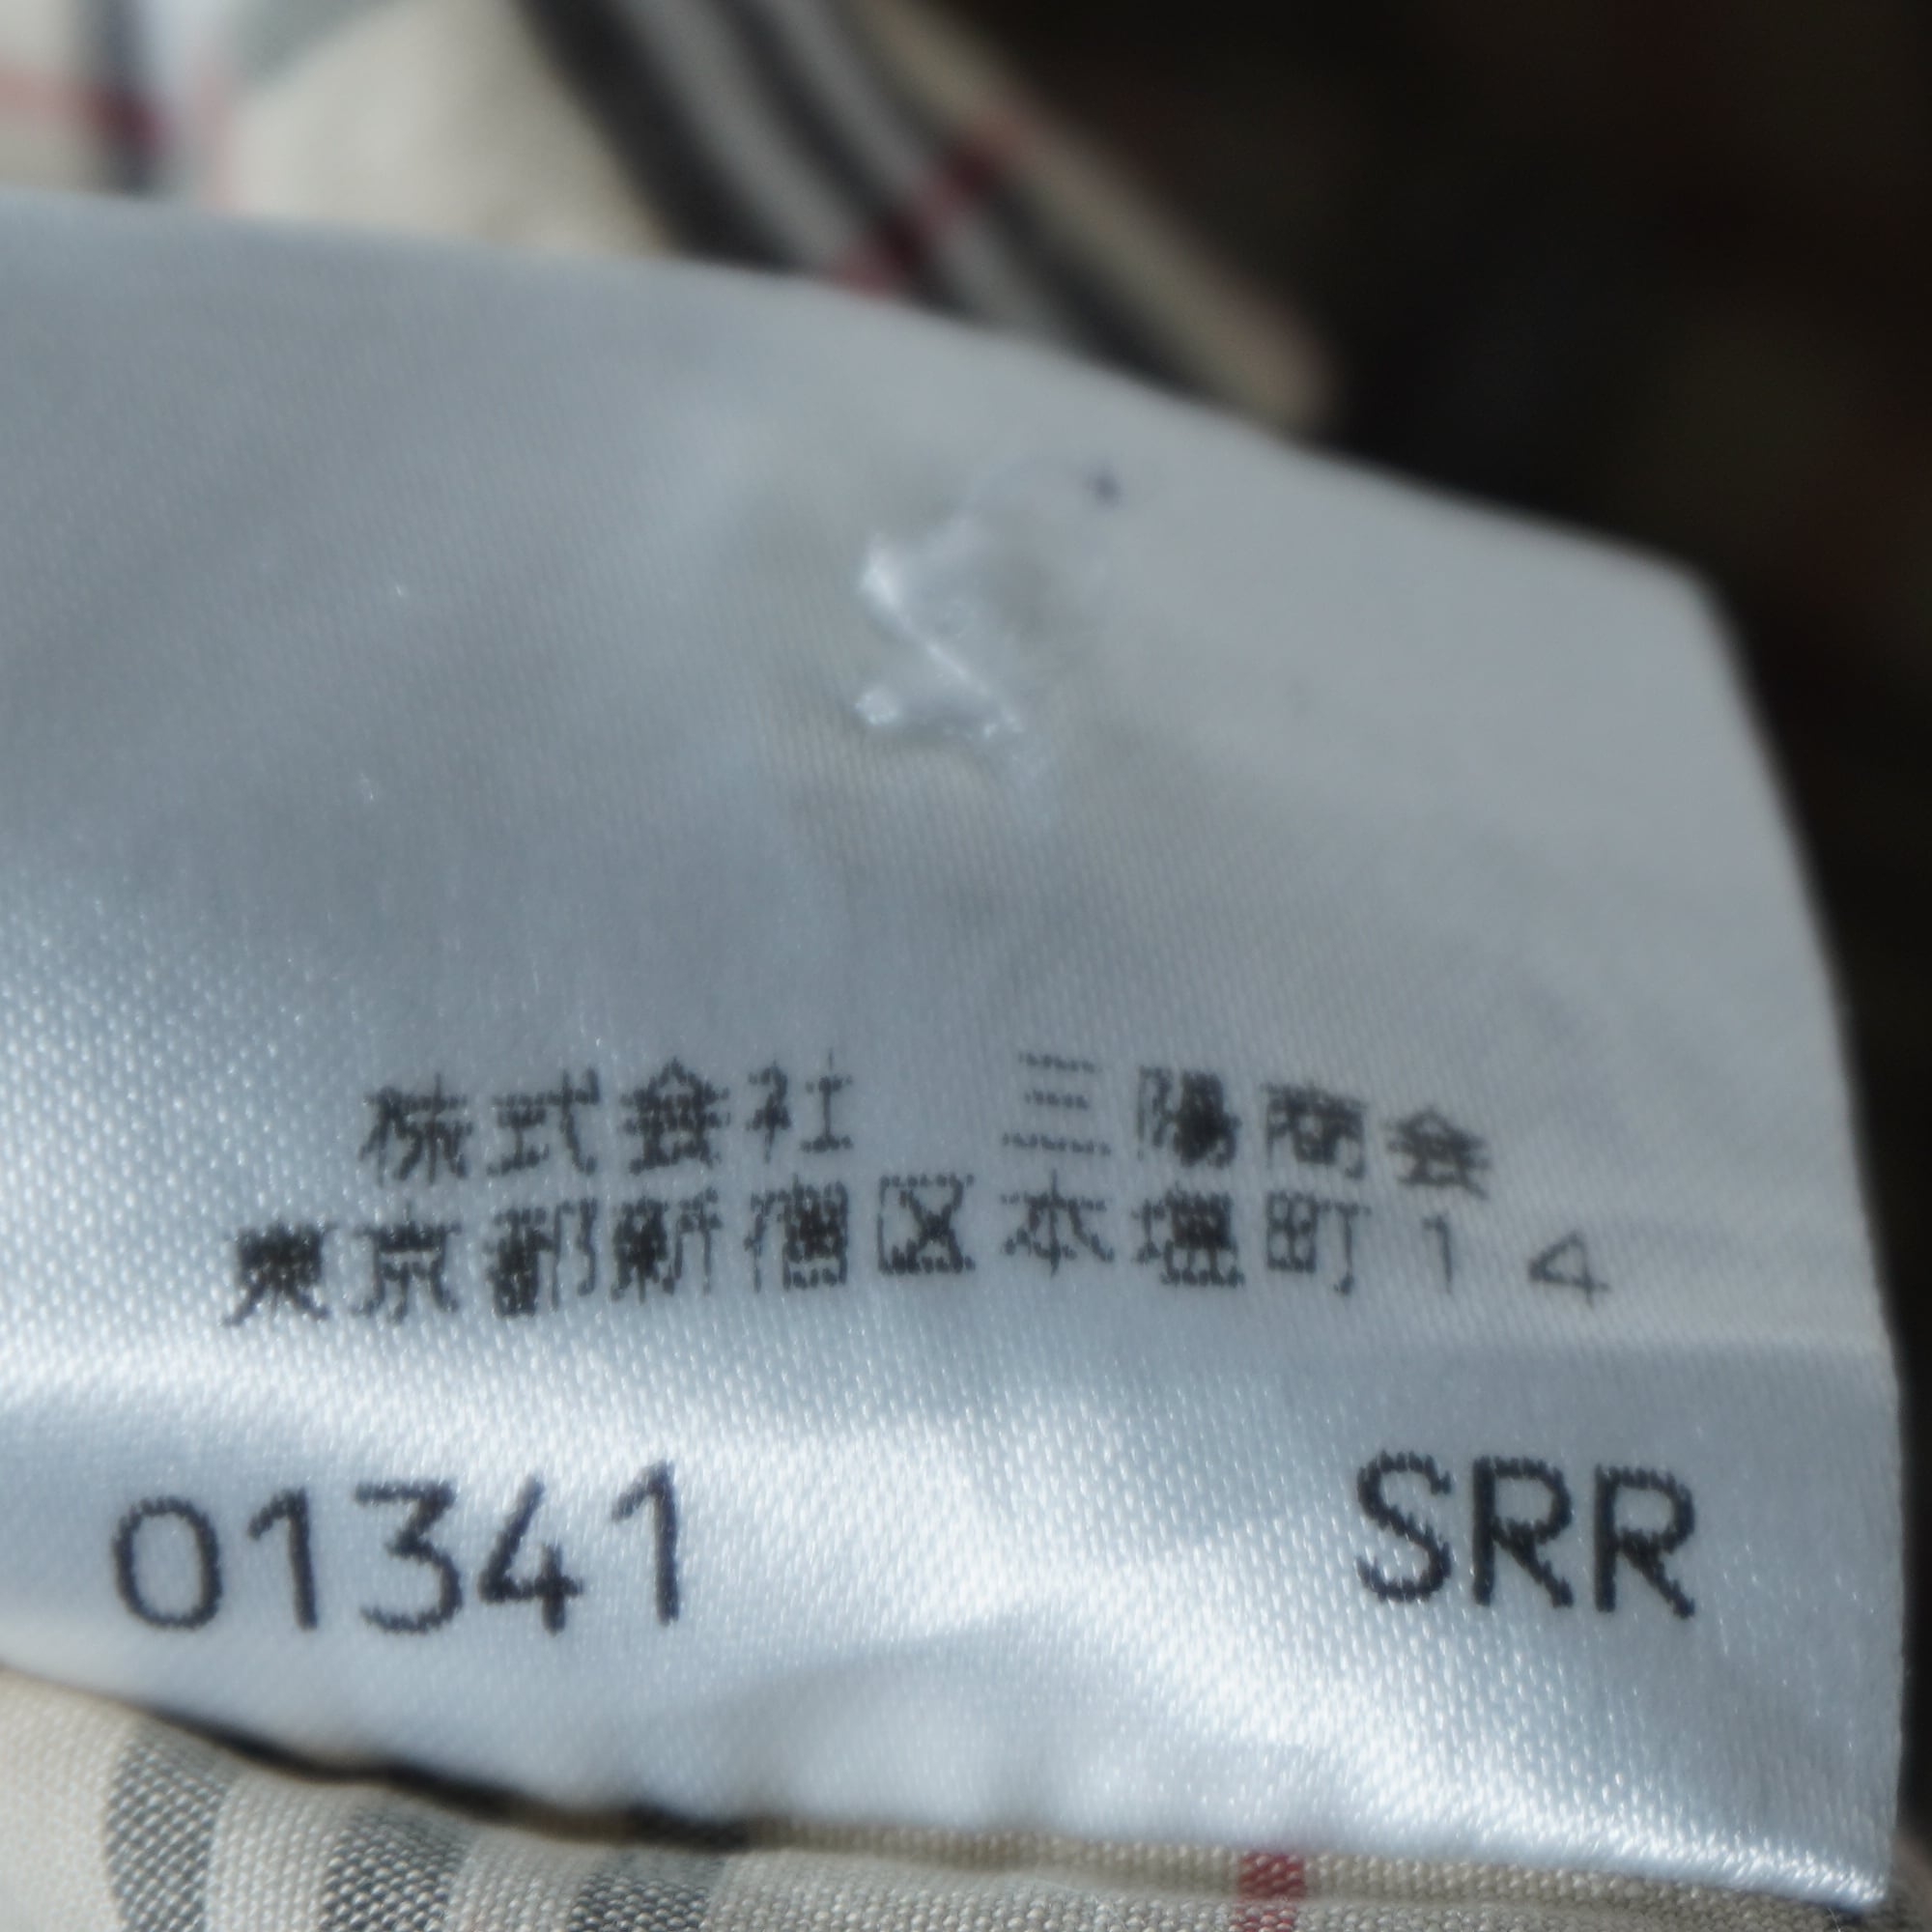 株式会社　三陽商会
東京都新宿区本塩町１４
01341 SRR